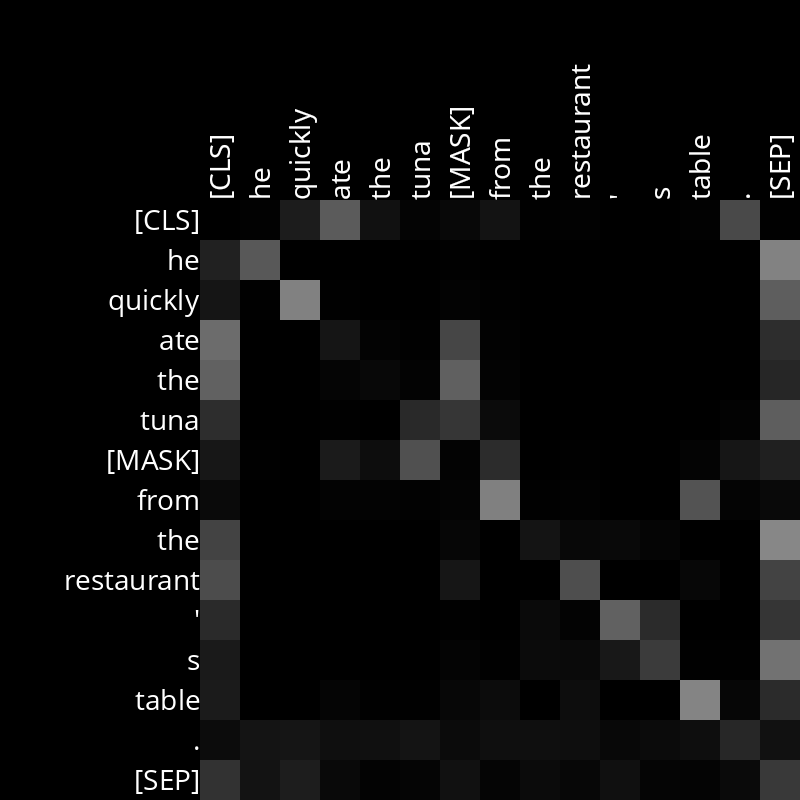 [CLS] he quickly ate the tuna [MASK] from the restaurant ' s table . [SEP]
[CLS]
he
quickly
ate
the
tuna
[MASK]
from
the
restaurant
'
s
table
.
[SEP]